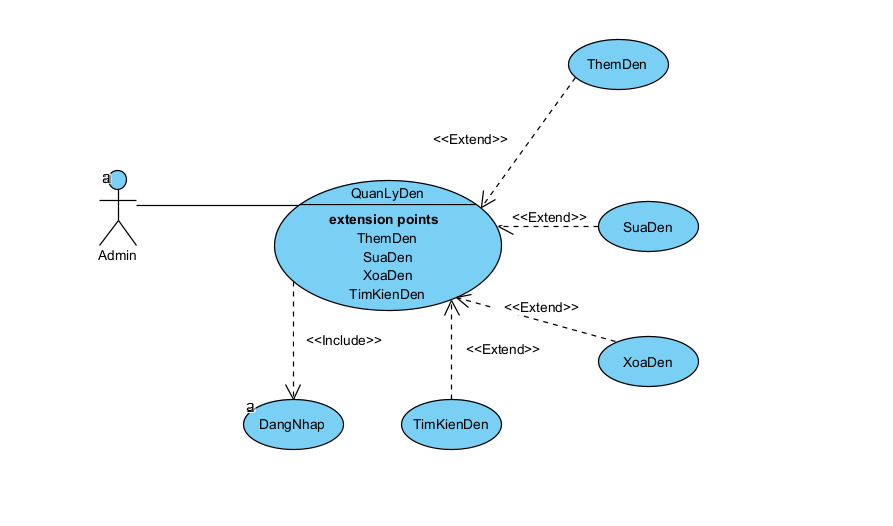 ThemDen
<<Extend>>
a
QuanLyDen
extension points
ThemDen
SuaDen
XoaDen
TimKienDen
<<Extend>>
SuaDen
Admin
<<Extend>>
<<Include>>
<<Extend>>
XoaDen
a
DangNhap
TimKienDen